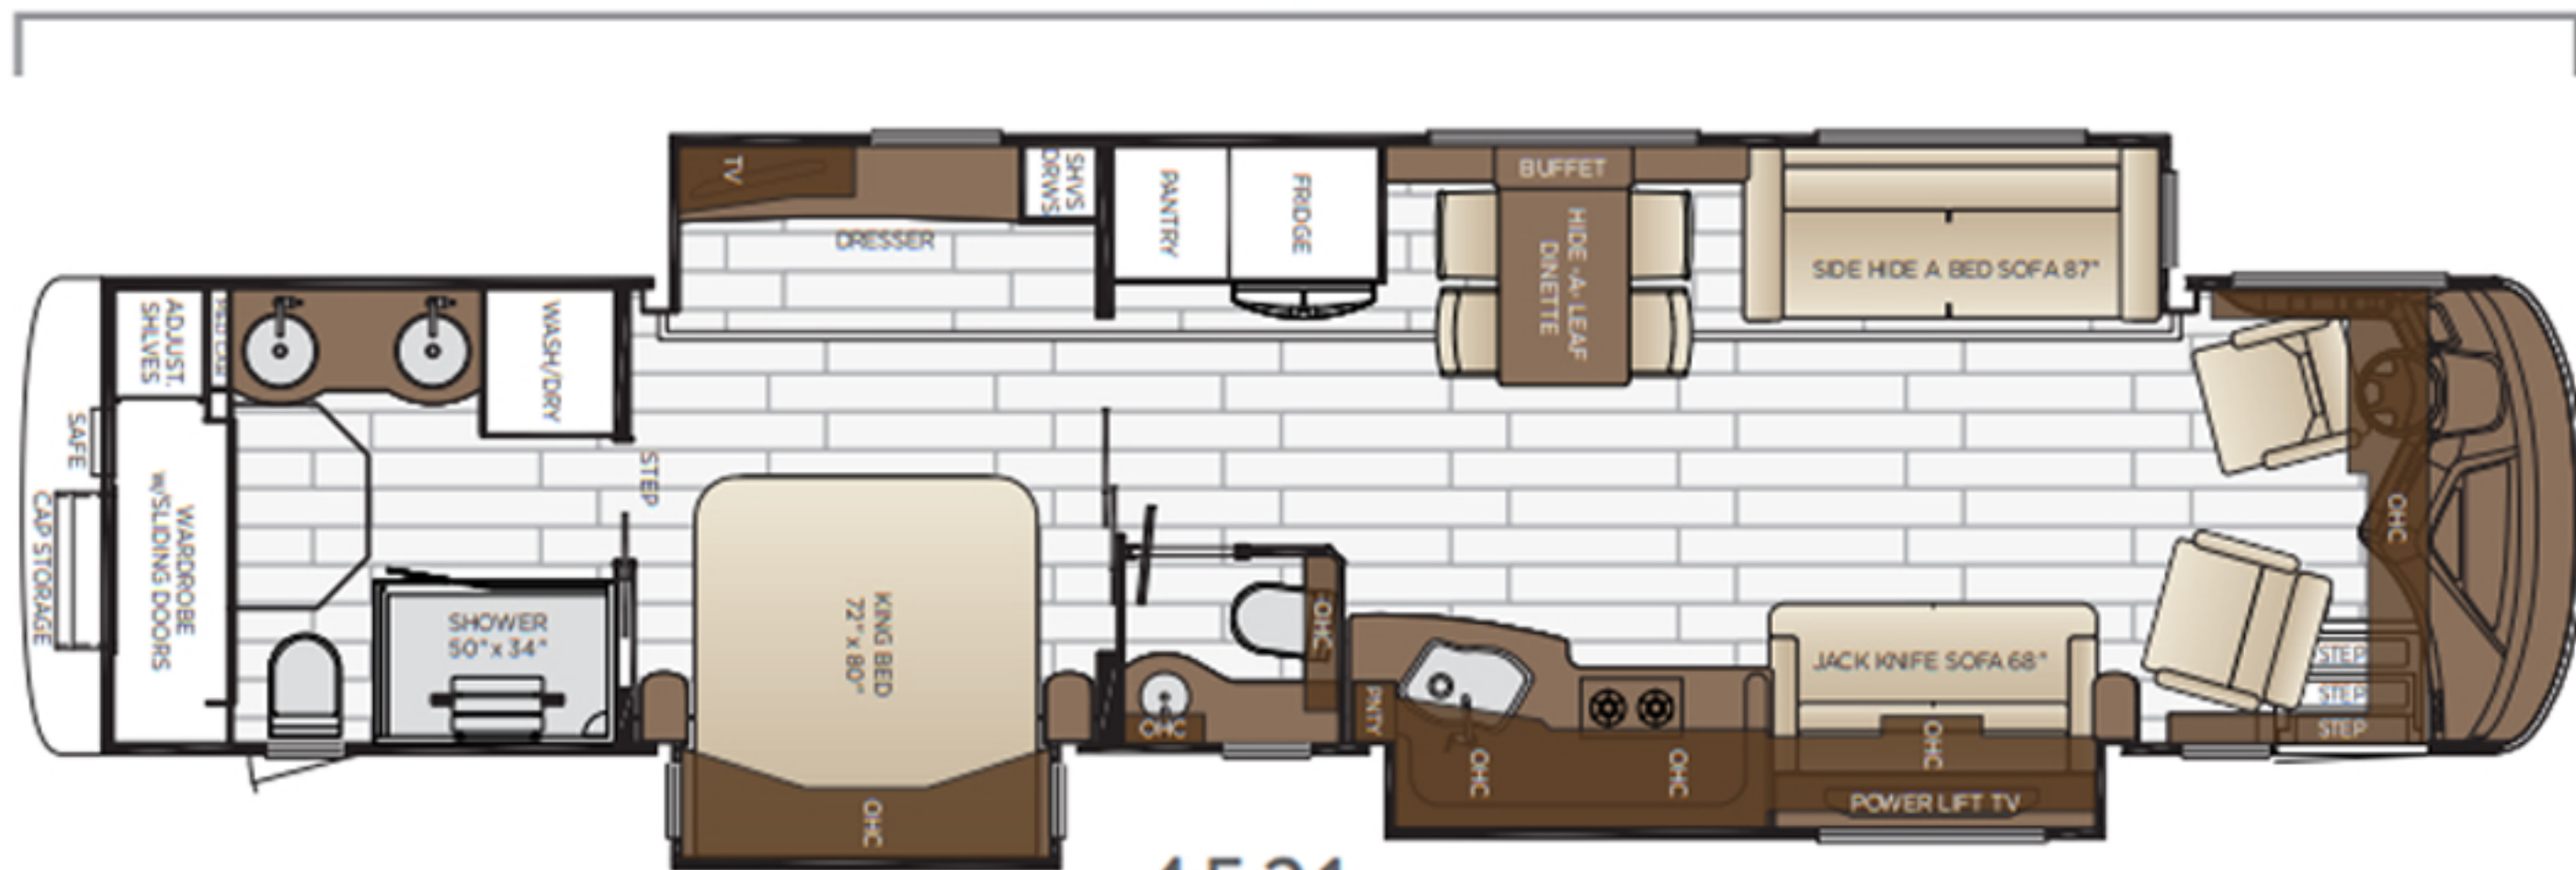 TV
SHVS
DRWS
DRESSER
PANTRY
FRIDGE
BUFFET
HIDE-A-LEAF
DINETTE
SIDE HIDE A BED SOFA 87"
ADJUST.
SHLVES
WASH/DRY
SAFE
CAP STORAGE
WARDROBE
w/SLIDING DOORS
STEP
SHOWER
50" x 34"
KING BED
72" x 80"
OHC
OHC
OHC
PNTY
OHC
OHC
JACK KNIFE SOFA 68"
OHC
POWER LIFT TV
OHC
STEP
STEP
STEP